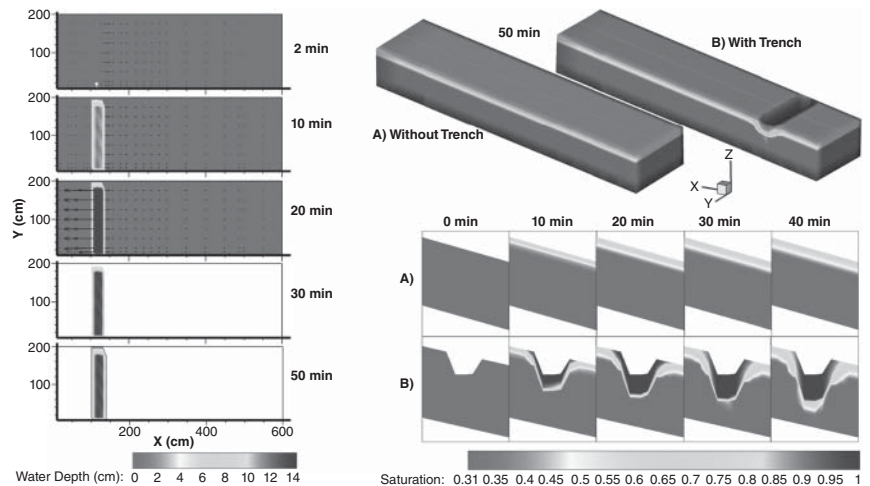 200
100
2 min
200
100
10 min
200
100
20 min
200
100
30 min
200
100
50 min
Y (cm)
200 400 600
X (cm)
Water Depth (cm): 0 2 4 6 8 10 12 14
50 min
B) With Trench
A) Without Trench
Z
X
Y
0 min 10 min 20 min 30 min 40 min
A)
B)
Saturation: 0.31 0.35 0.4 0.45 0.5 0.55 0.6 0.65 0.7 0.75 0.8 0.85 0.9 0.95 1